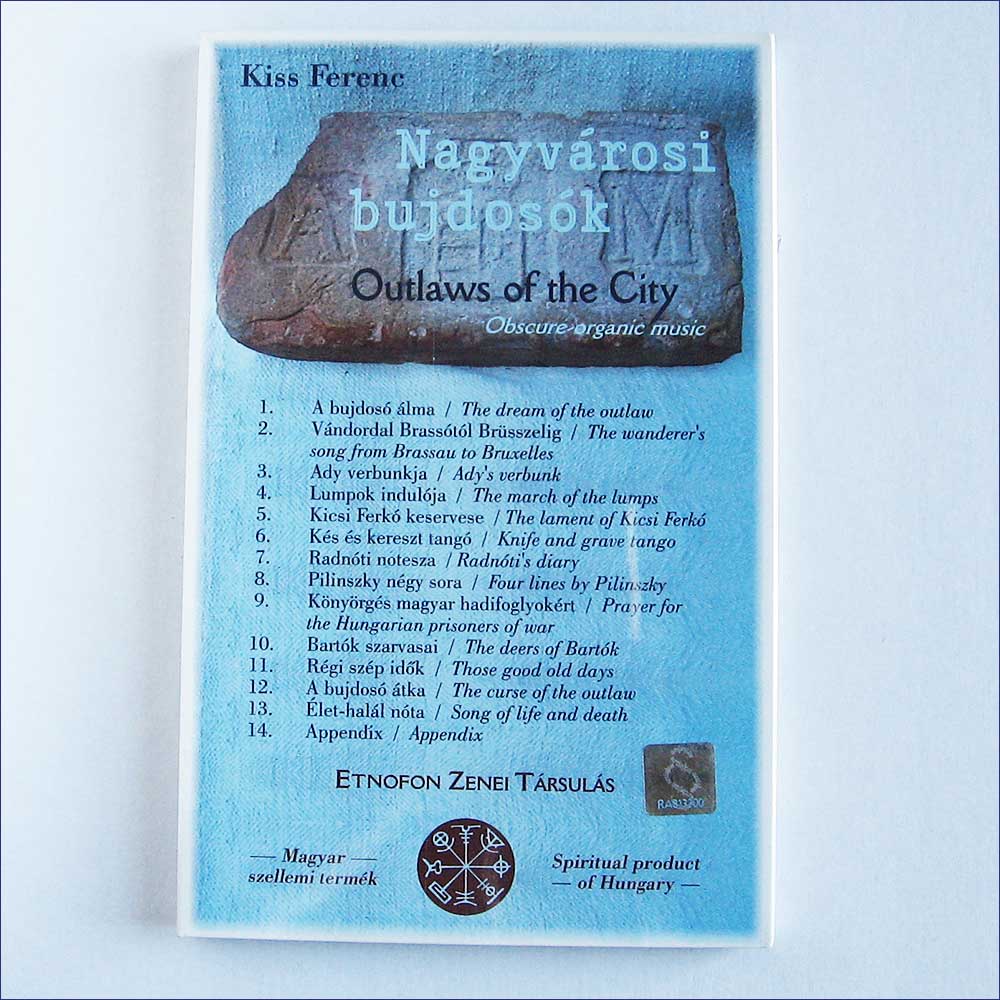 Kiss Ferenc
Nagyvárosi
bujdosók
Outlaws of the City
Obscure-organic music
1. A bujdosó álma / The dream of the outlaw
2. Vándordal Brassótól Brüsszelig / The wanderer's
song from Brassau to Bruxelles
3. Ady verbunkja / Ady's verbunk
4. Lumpok indulója / The march of the lumps
5. Kicsi Ferkó keservese / The lament of Kicsi Ferkó
6. Kés és kereszt tangó / Knife and grave tango
7. Radnóti notesza / Radnóti's diary
8. Pilinszky négy sora / Four lines by Pilinszky
9. Könyörgés magyar hadifoglyokért / Prayer for
the Hungarian prisoners of war
10. Bartók szarvasai / The deers of Bartók
11. Régi szép idők / Those good old days
12. A bujdosó átka / The curse of the outlaw
13. Élet-halál nóta / Song of life and death
14. Appendix / Appendix
ETNOFON ZENEI TÁRSULÁS
— Magyar —
szellemi termék
Spiritual product
— of Hungary —